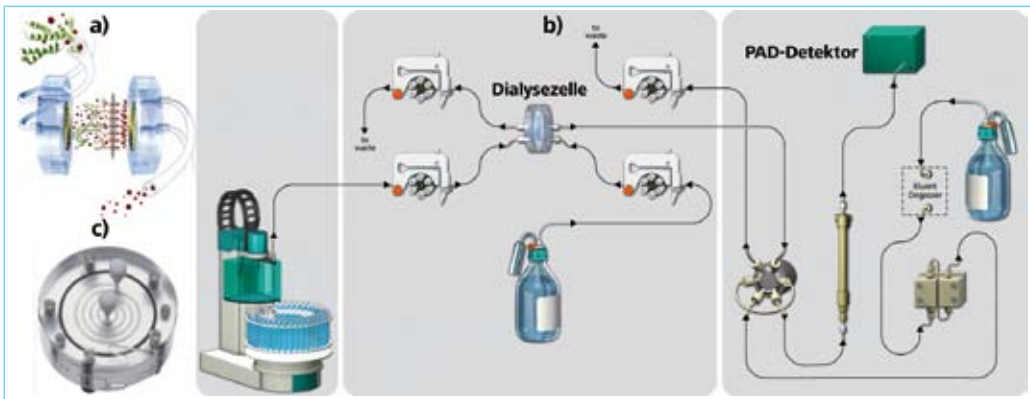 a)
b)
c)
Dialysezelle
PAD-Detektor
to
waste
to
waste
Eluent
Degasser